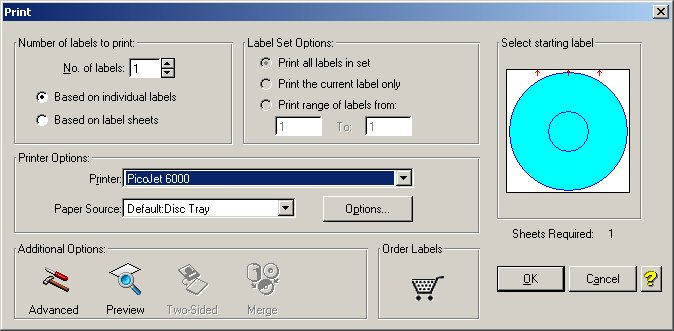 Print
Number of labels to print:
No. of labels: 1
Based on individual labels
Based on label sheets
Label Set Options:
Print all labels in set
Print the current label only
Print range of labels from:
1 To: 1
Select starting label
Sheets Required: 1
Printer Options:
Printer: PicoJet 6000
Paper Source: Default:Disc Tray
Options...
Additional Options:
Advanced Preview Two-Sided Merge
Order Labels
OK Cancel ?